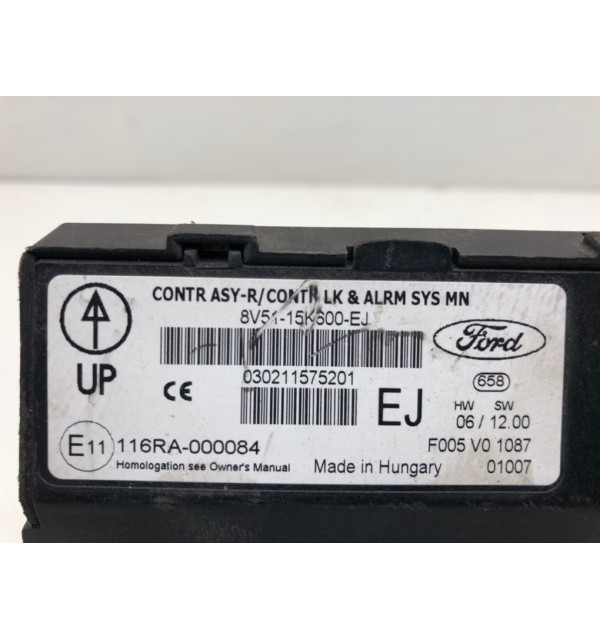 CONTR ASY-R/CONTR LK & ALRM SYS MN
8V51-15K600-EJ
Ford
UP
CE
030211575201
EJ
658
HW SW
06 / 12.00
E11 116RA-000084
F005 V0 1087
Homologation see Owner's Manual
Made in Hungary
01007